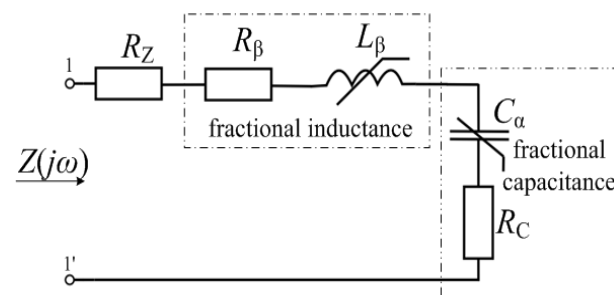 R_Z
R_β
L_β
1
fractional inductance
C_α
fractional
capacitance
Z(jω)
R_C
1'